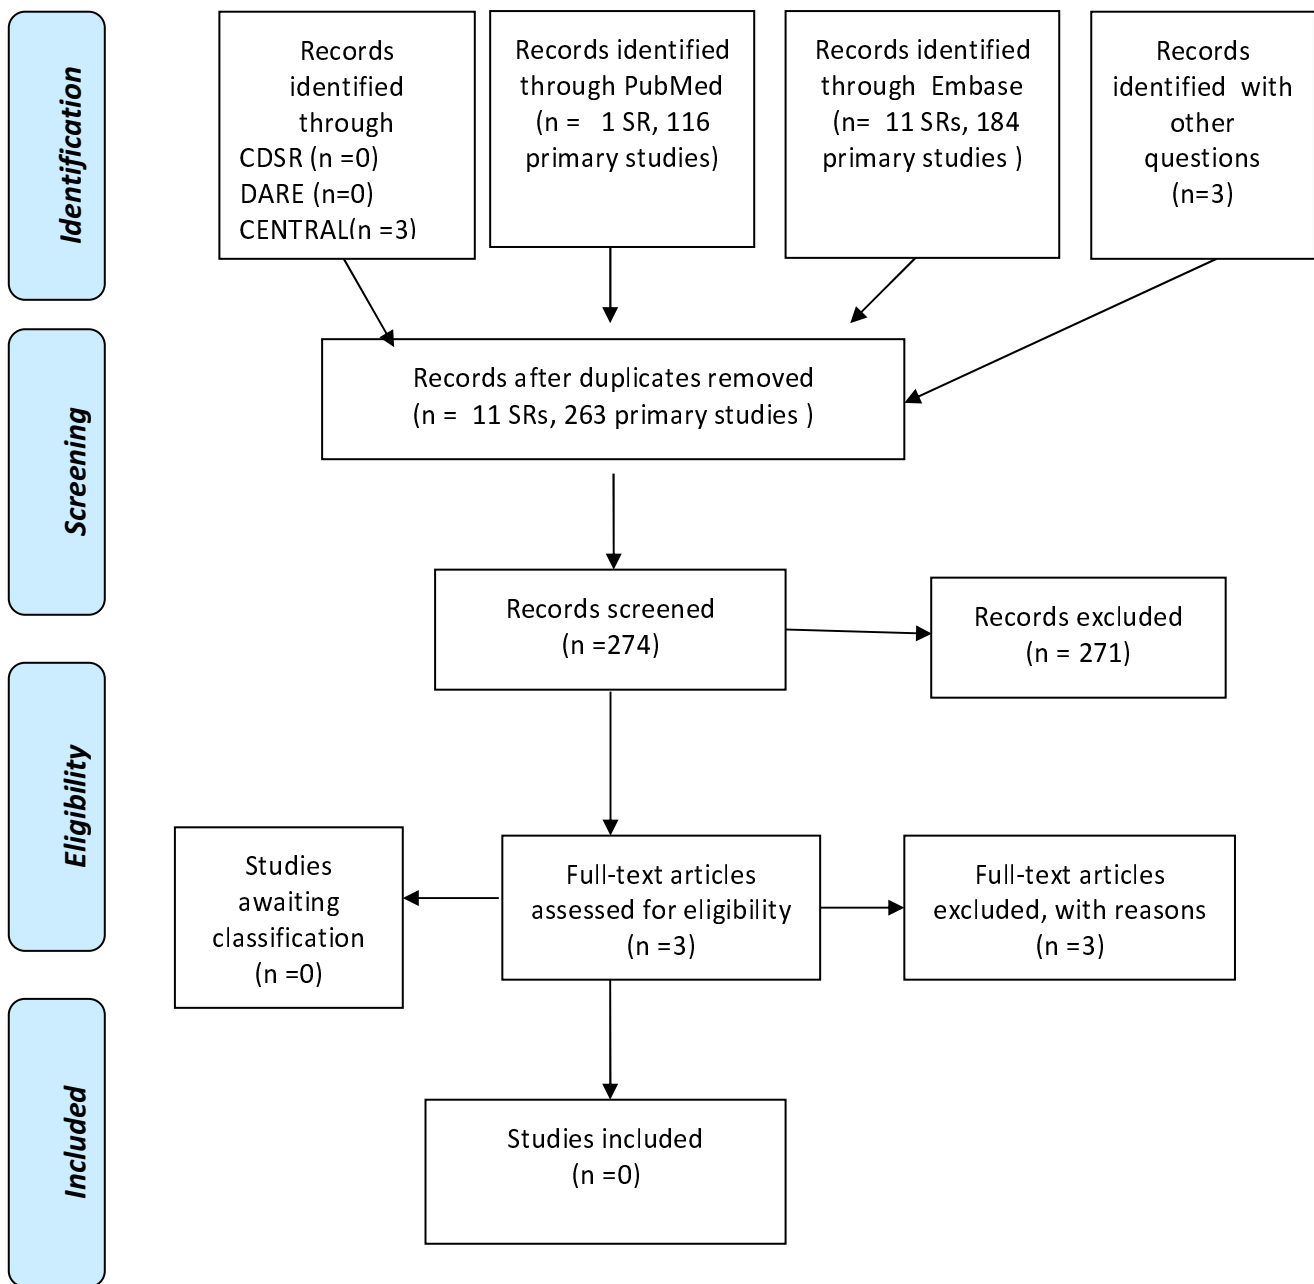 Identification
Records
identified
through
CDSR (n =0)
DARE (n=0)
CENTRAL(n =3)
Records identified
through PubMed
(n = 1 SR, 116
primary studies)
Records identified
through Embase
(n= 11 SRs, 184
primary studies )
Records
identified with
other
questions
(n=3)
Screening
Records after duplicates removed
(n = 11 SRs, 263 primary studies )
Records screened
(n =274)
Records excluded
(n = 271)
Eligibility
Studies
awaiting
classification
(n =0)
Full-text articles
assessed for eligibility
(n =3)
Full-text articles
excluded, with reasons
(n =3)
Included
Studies included
(n =0)